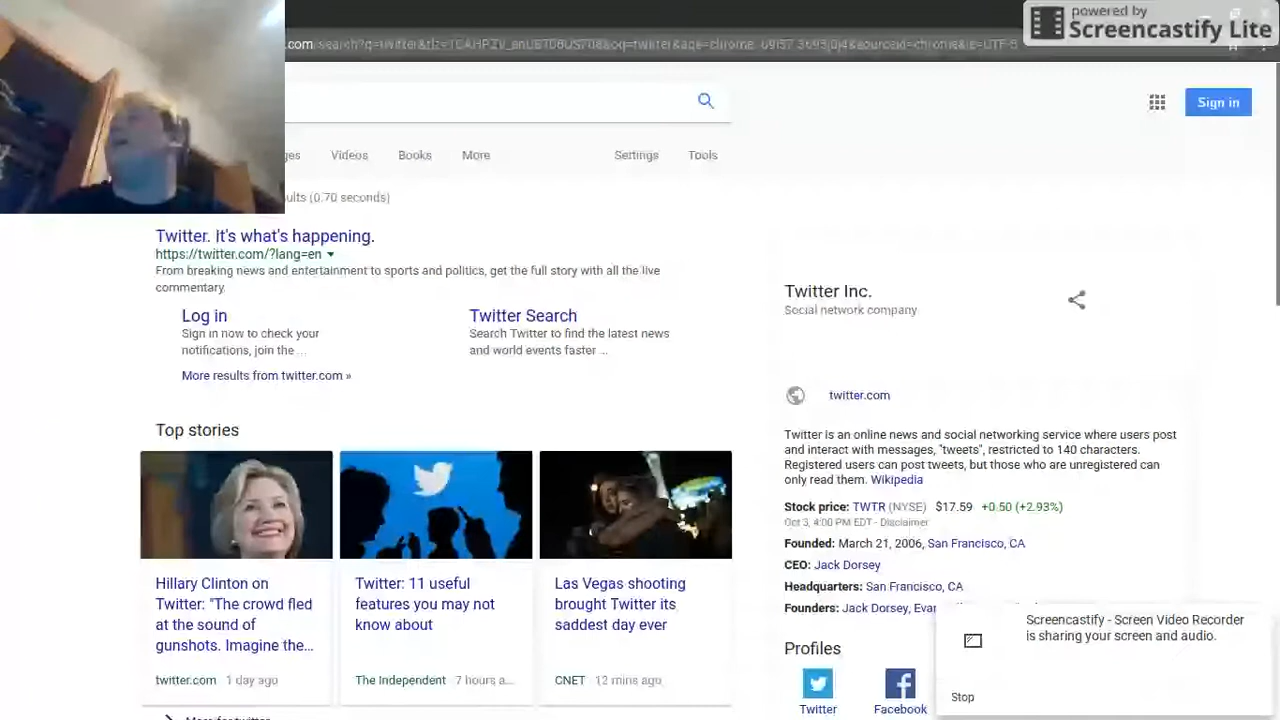 powered by
Screencastify Lite
.com/search?q=twitter&rlz=
Sign in
ges Videos Books More Settings Tools
ults (0.70 seconds)
Twitter. It's what's happening.
https://twitter.com/?lang=en
From breaking news and entertainment to sports and politics, get the full story with all the live
commentary.
Log in
Sign in now to check your
notifications, join the ...
Twitter Search
Search Twitter to find the latest news
and world events faster ...
More results from twitter.com »
Top stories
Hillary Clinton on
Twitter: "The crowd fled
at the sound of
gunshots. Imagine the...
twitter.com 1 day ago
Twitter: 11 useful
features you may not
know about
The Independent 7 hours a...
Las Vegas shooting
brought Twitter its
saddest day ever
CNET 12 mins ago
More for twitter
Twitter Inc.
Social network company
twitter.com
Twitter is an online news and social networking service where users post
and interact with messages, "tweets", restricted to 140 characters.
Registered users can post tweets, but those who are unregistered can
only read them. Wikipedia
Stock price: TWTR (NYSE) $17.59 +0.50 (+2.93%)
Oct 3, 4:00 PM EDT - Disclaimer
Founded: March 21, 2006, San Francisco, CA
CEO: Jack Dorsey
Headquarters: San Francisco, CA
Founders: Jack Dorsey, Evan
Profiles
Twitter
Facebook
Screencastify - Screen Video Recorder
is sharing your screen and audio.
Stop